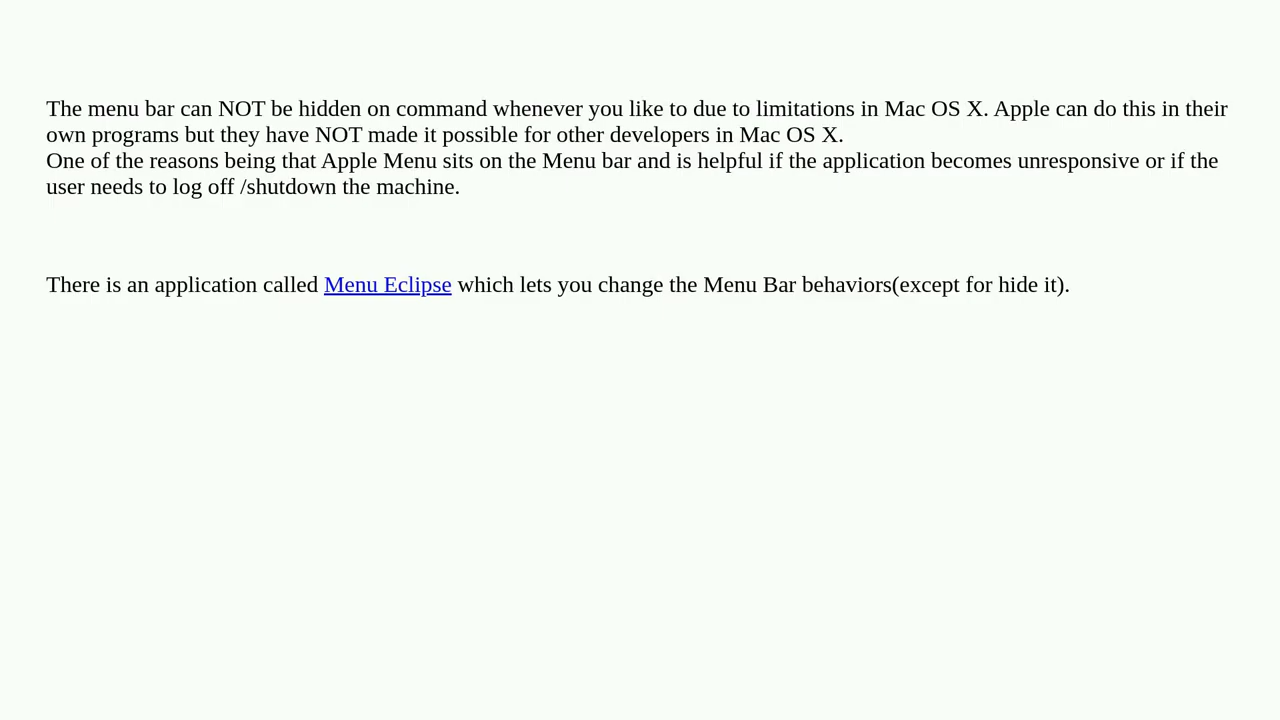 The menu bar can NOT be hidden on command whenever you like to due to limitations in Mac OS X. Apple can do this in their
own programs but they have NOT made it possible for other developers in Mac OS X.
One of the reasons being that Apple Menu sits on the Menu bar and is helpful if the application becomes unresponsive or if the
user needs to log off /shutdown the machine.
There is an application called Menu Eclipse which lets you change the Menu Bar behaviors(except for hide it).